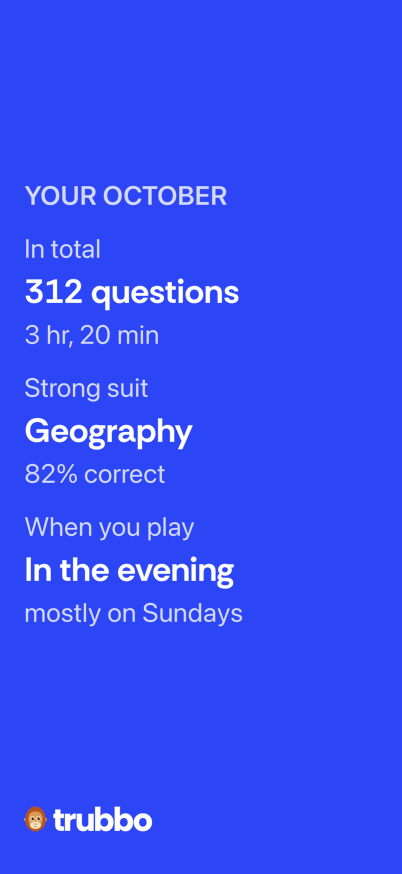 YOUR OCTOBER
In total
312 questions
3 hr, 20 min
Strong suit
Geography
82% correct
When you play
In the evening
mostly on Sundays
trubbo